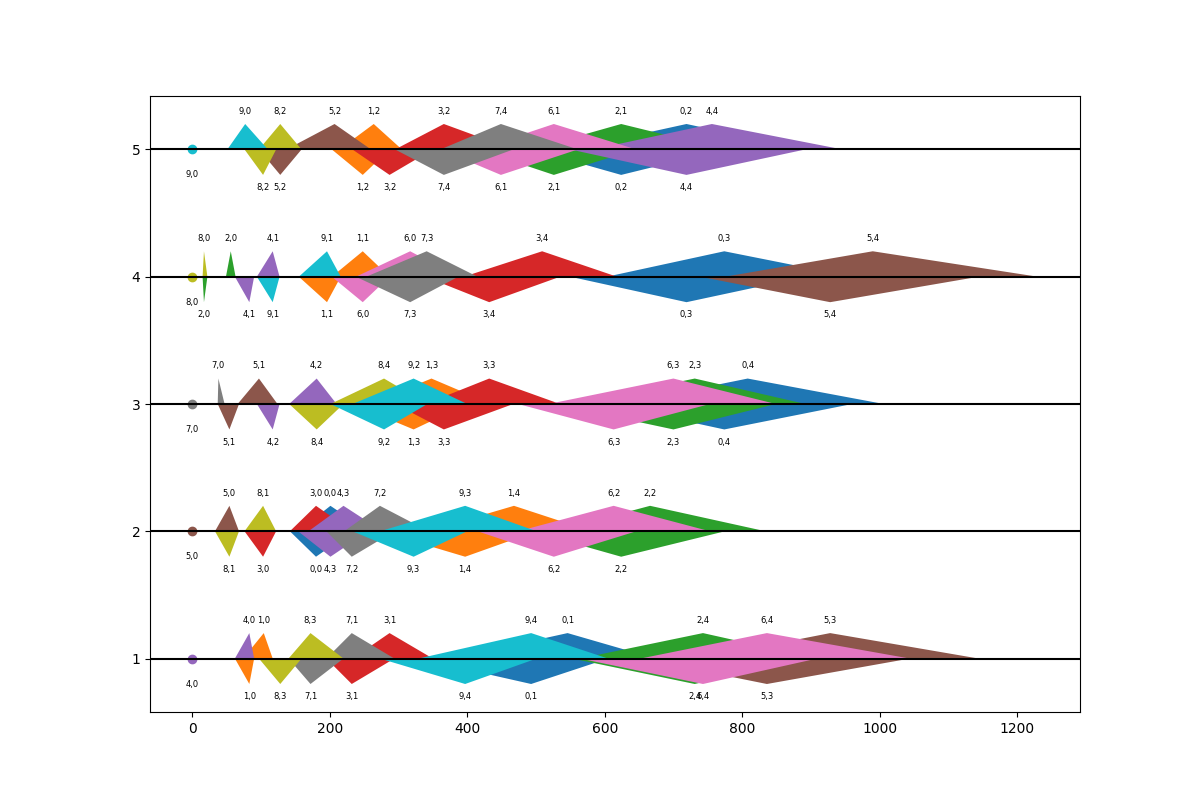 9,0 8,2 5,2 1,2 3,2 7,4 6,1 2,1 0,2 4,4
5
9,0 8,2 5,2 1,2 3,2 7,4 6,1 2,1 0,2 4,4
8,0 2,0 4,1 9,1 1,1 6,0 7,3 3,4 0,3 5,4
4
8,0 2,0 4,1 9,1 1,1 6,0 7,3 3,4 0,3 5,4
7,0 5,1 4,2 8,4 9,2 1,3 3,3 6,3 2,3 0,4
3
7,0 5,1 4,2 8,4 9,2 1,3 3,3 6,3 2,3 0,4
5,0 8,1 3,0 0,0 4,3 7,2 9,3 1,4 6,2 2,2
2
5,0 8,1 3,0 0,0 4,3 7,2 9,3 1,4 6,2 2,2
4,0 1,0 8,3 7,1 3,1 9,4 0,1 2,4 6,4 5,3
1
4,0 1,0 8,3 7,1 3,1 9,4 0,1 2,4 6,4 5,3
0 200 400 600 800 1000 1200